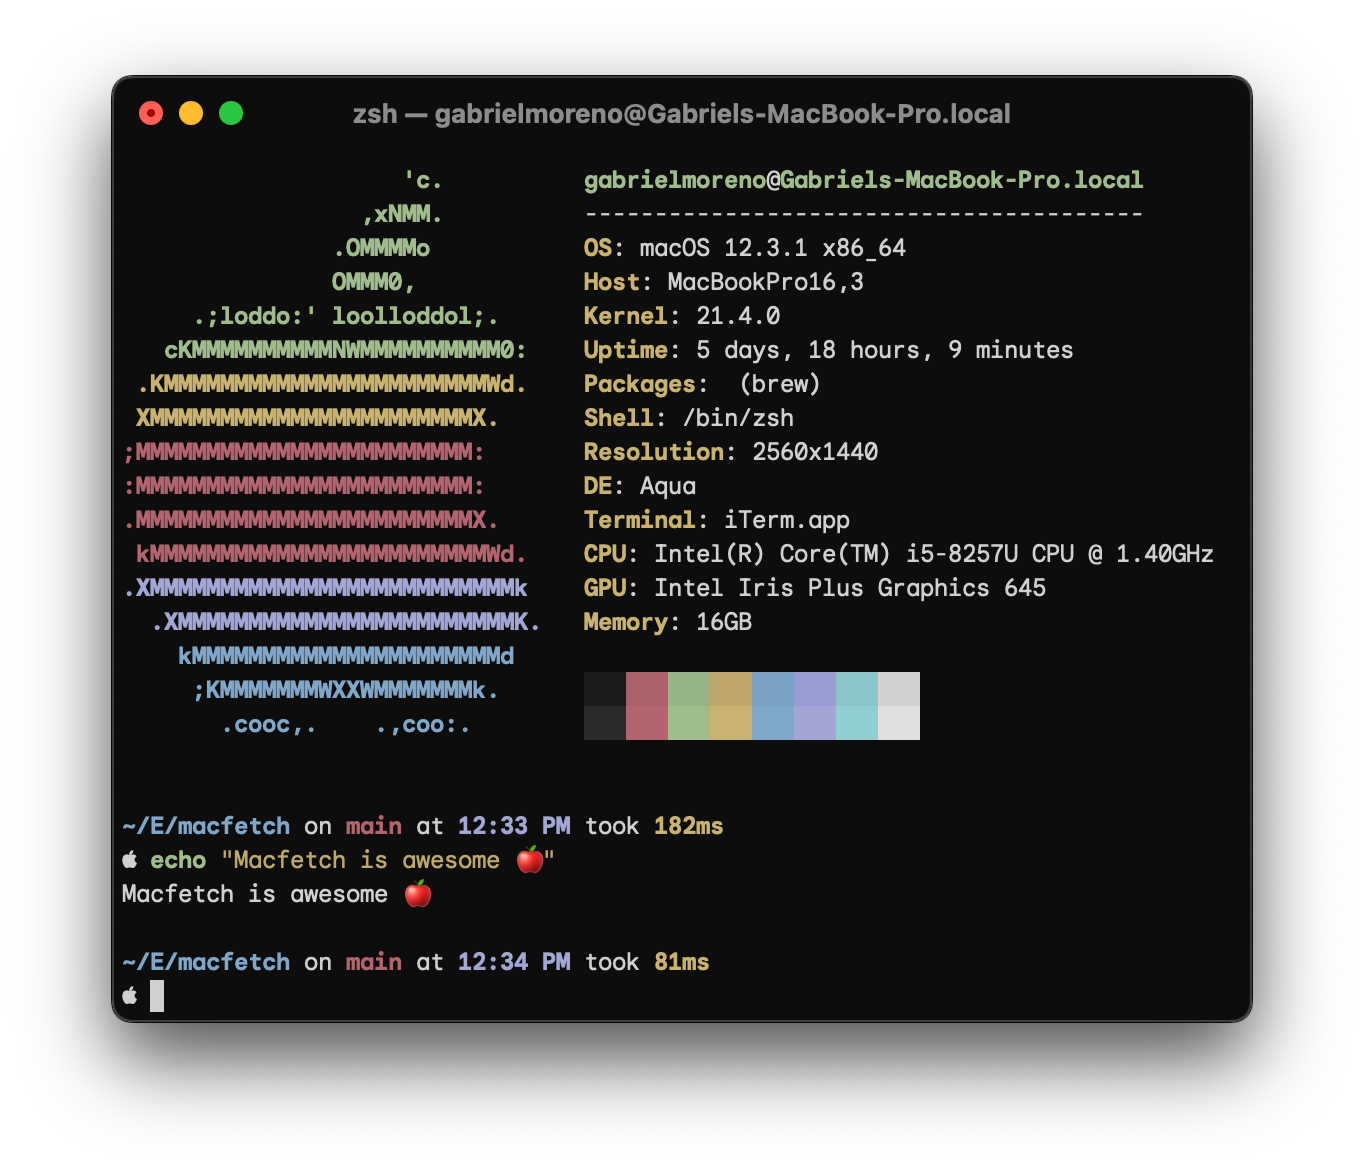 zsh — gabrielmoreno@Gabriels-MacBook-Pro.local
'c.
,xNMM.
.OMMMMo
OMMM0,
.;loddo:' loolloddol;.
cKMMMMMMMMMMNWMMMMMMMMMM0:
.KMMMMMMMMMMMMMMMMMMMMMMMWd.
XMMMMMMMMMMMMMMMMMMMMMMMX.
;MMMMMMMMMMMMMMMMMMMMMMMM:
:MMMMMMMMMMMMMMMMMMMMMMMM:
.MMMMMMMMMMMMMMMMMMMMMMMMX.
kMMMMMMMMMMMMMMMMMMMMMMMMWd.
.XMMMMMMMMMMMMMMMMMMMMMMMMMMk
.XMMMMMMMMMMMMMMMMMMMMMMMMK.
kMMMMMMMMMMMMMMMMMMMMMMd
;KMMMMMMMWXXWMMMMMMMk.
.cooc,.    .,coo:.
gabrielmoreno@Gabriels-MacBook-Pro.local
----------------------------------------
OS: macOS 12.3.1 x86_64
Host: MacBookPro16,3
Kernel: 21.4.0
Uptime: 5 days, 18 hours, 9 minutes
Packages:  (brew)
Shell: /bin/zsh
Resolution: 2560x1440
DE: Aqua
Terminal: iTerm.app
CPU: Intel(R) Core(TM) i5-8257U CPU @ 1.40GHz
GPU: Intel Iris Plus Graphics 645
Memory: 16GB
~/E/macfetch on main at 12:33 PM took 182ms
 echo "Macfetch is awesome 🍎"
Macfetch is awesome 🍎
~/E/macfetch on main at 12:34 PM took 81ms